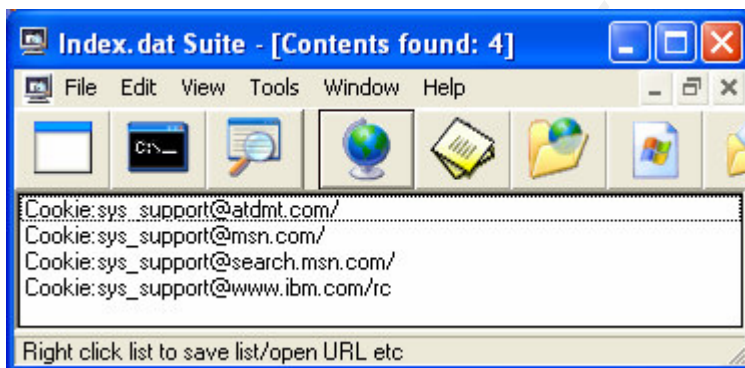 Index.dat Suite - [Contents found: 4]
File Edit View Tools Window Help
C:\_
Cookie:sys_support@atdmt.com/
Cookie:sys_support@msn.com/
Cookie:sys_support@search.msn.com/
Cookie:sys_support@www.ibm.com/rc
Right click list to save list/open URL etc